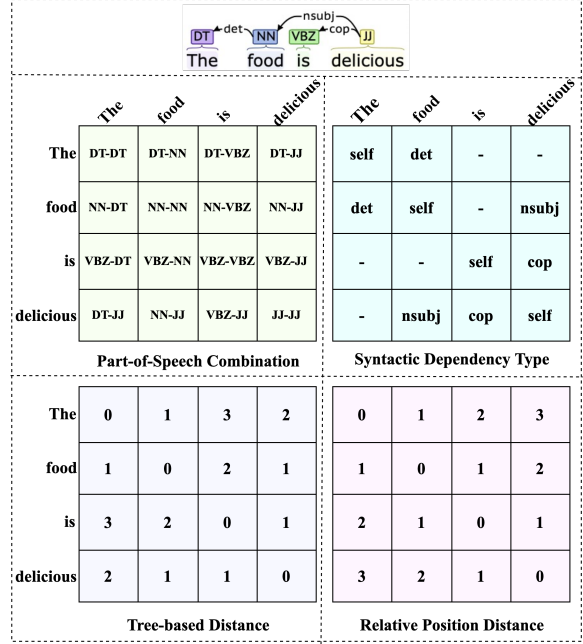 nsubj
det cop
DT NN VBZ JJ
The food is delicious
The food is delicious
The DT-DT DT-NN DT-VBZ DT-JJ
food NN-DT NN-NN NN-VBZ NN-JJ
is VBZ-DT VBZ-NN VBZ-VBZ VBZ-JJ
delicious DT-JJ NN-JJ VBZ-JJ JJ-JJ
Part-of-Speech Combination
The food is delicious
self det - -
det self - nsubj
- - self cop
- nsubj cop self
Syntactic Dependency Type
The 0 1 3 2
food 1 0 2 1
is 3 2 0 1
delicious 2 1 1 0
Tree-based Distance
0 1 2 3
1 0 1 2
2 1 0 1
3 2 1 0
Relative Position Distance